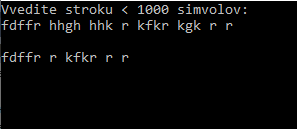 Vvedite stroku < 1000 simvolov:
fdffr hhgh hhk r kfkr kgk r r
fdffr r kfkr r r